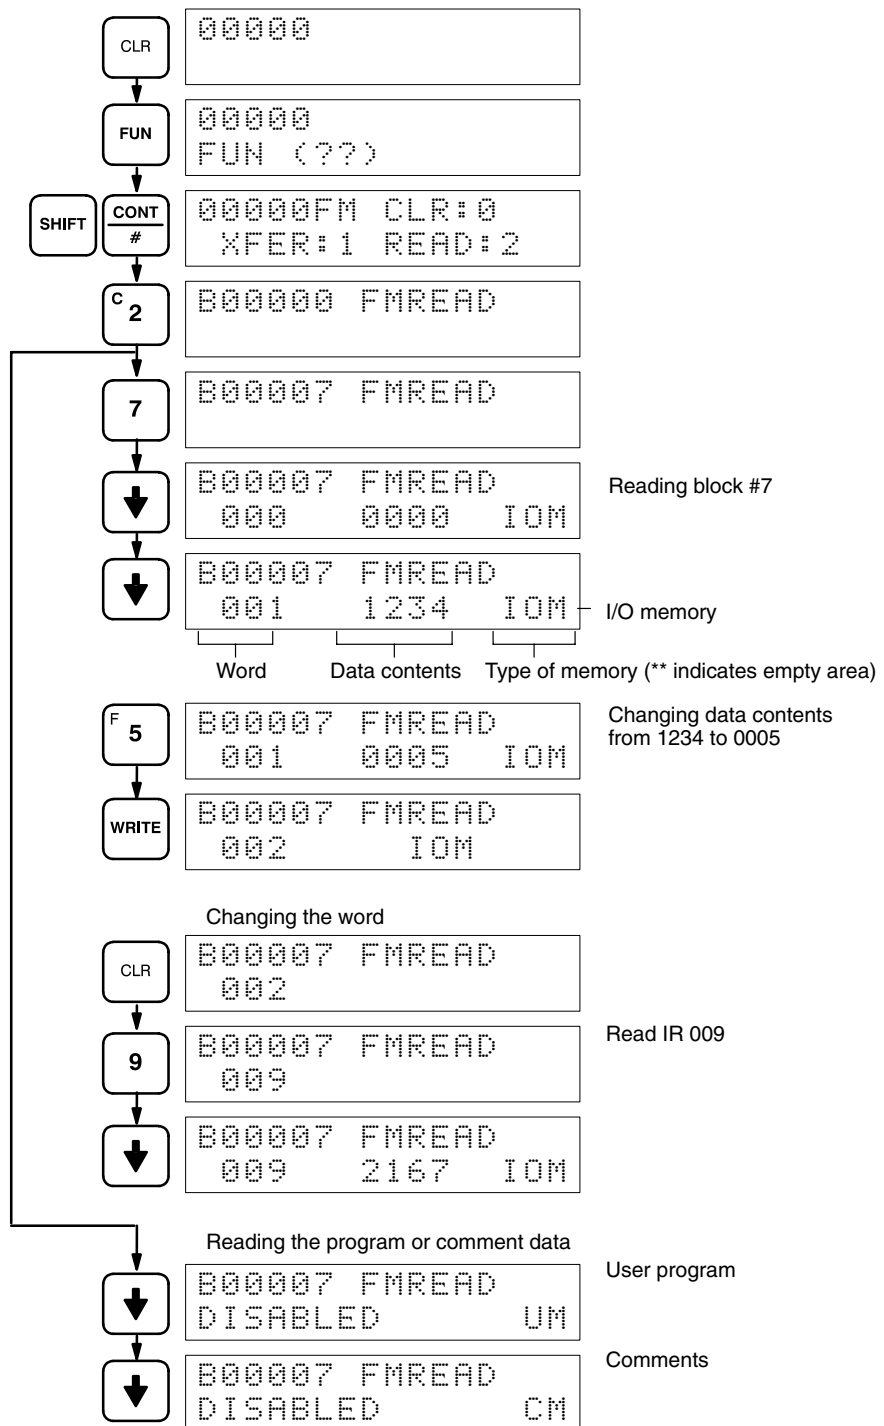 CLR
00000
FUN
00000
FUN (??)
SHIFT
CONT
#
00000FM CLR:0
XFER:1 READ:2
C 2
B00000 FMREAD
7
B00007 FMREAD
B00007 FMREAD
000 0000 IOM
Reading block #7
B00007 FMREAD
001 1234 IOM
I/O memory
Word Data contents Type of memory (** indicates empty area)
F 5
B00007 FMREAD
001 0005 IOM
Changing data contents
from 1234 to 0005
WRITE
B00007 FMREAD
002 IOM
Changing the word
CLR
B00007 FMREAD
002
9
B00007 FMREAD
009
Read IR 009
B00007 FMREAD
009 2167 IOM
Reading the program or comment data
B00007 FMREAD
DISABLED UM
User program
B00007 FMREAD
DISABLED CM
Comments